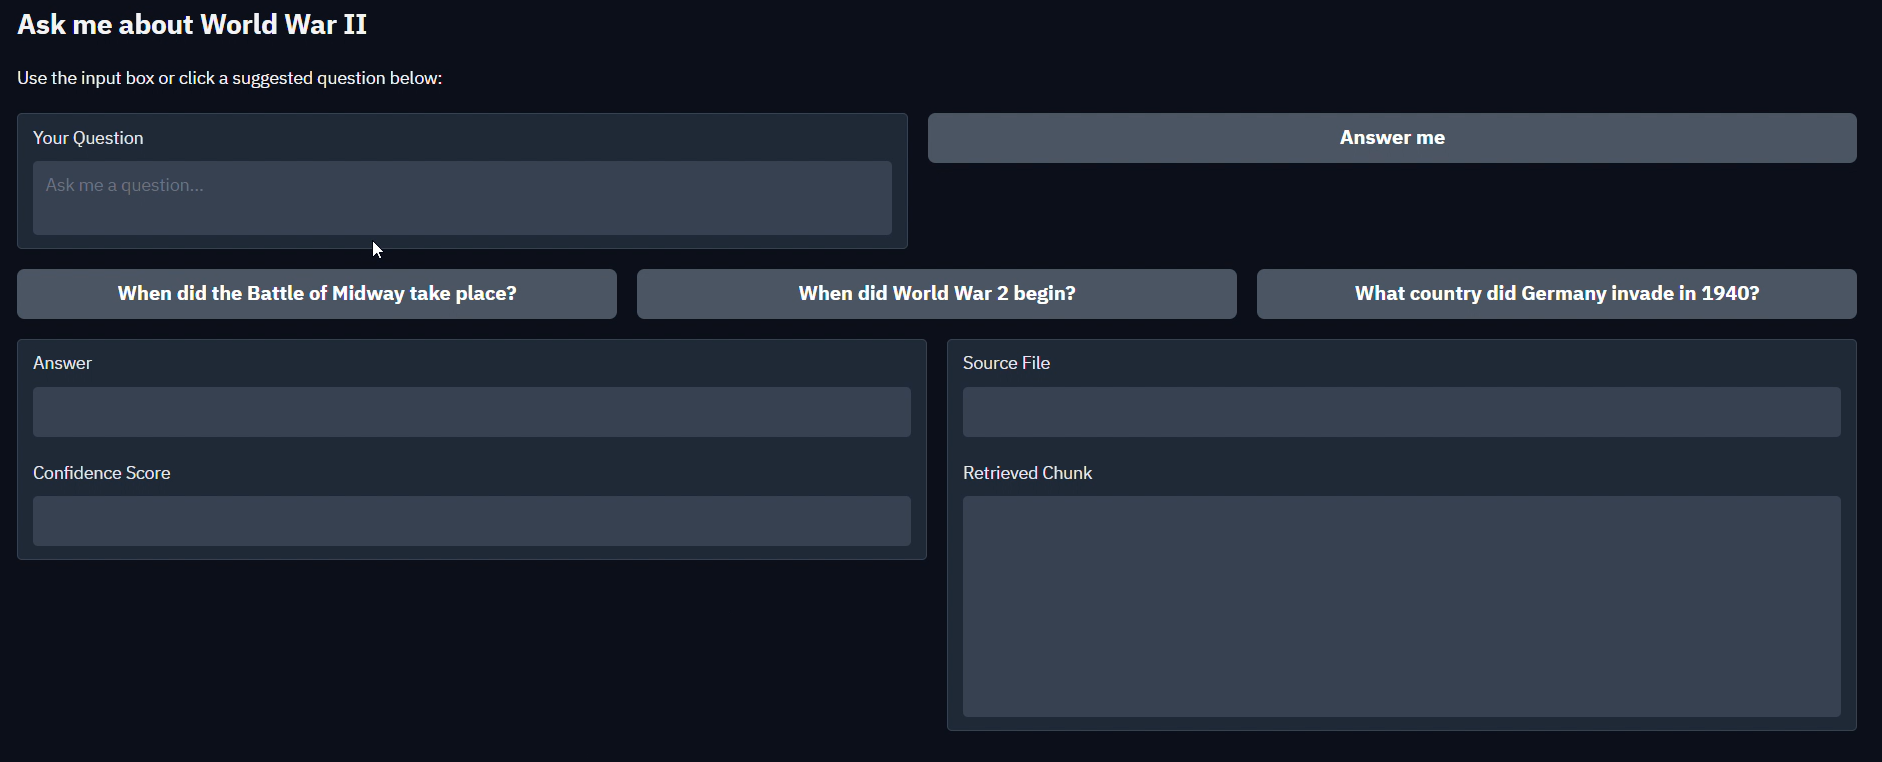 Ask me about World War II
Use the input box or click a suggested question below:
Your Question
Ask me a question...
Answer me
When did the Battle of Midway take place?
When did World War 2 begin?
What country did Germany invade in 1940?
Answer
Confidence Score
Source File
Retrieved Chunk